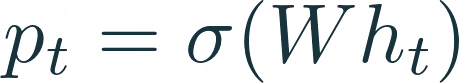 p_t = σ(Wh_t)